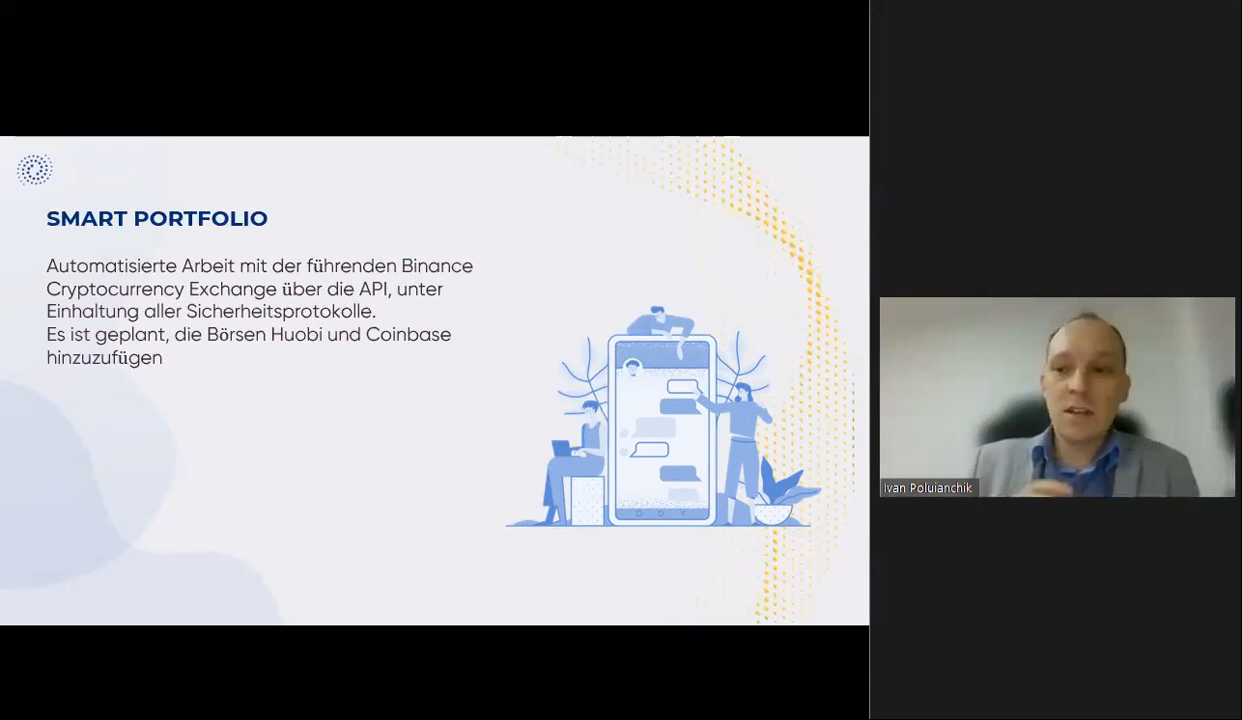 SMART PORTFOLIO
Automatisierte Arbeit mit der führenden Binance
Cryptocurrency Exchange über die API, unter
Einhaltung aller Sicherheitsprotokolle.
Es ist geplant, die Börsen Huobi und Coinbase
hinzuzufügen
Ivan Poluianchik